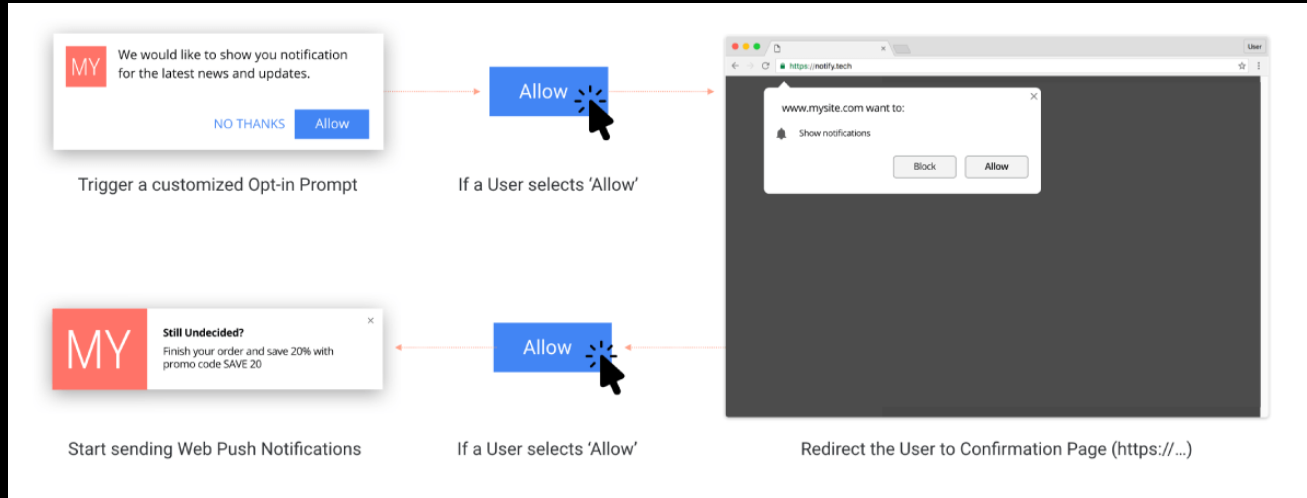 MY
We would like to show you notification
for the latest news and updates.
NO THANKS
Allow
Trigger a customized Opt-in Prompt
Allow
If a User selects ‘Allow’
User
https://notify.tech
www.mysite.com want to:
Show notifications
Block
Allow
Redirect the User to Confirmation Page (https://...)
Allow
If a User selects ‘Allow’
MY
Still Undecided?
Finish your order and save 20% with
promo code SAVE 20
Start sending Web Push Notifications